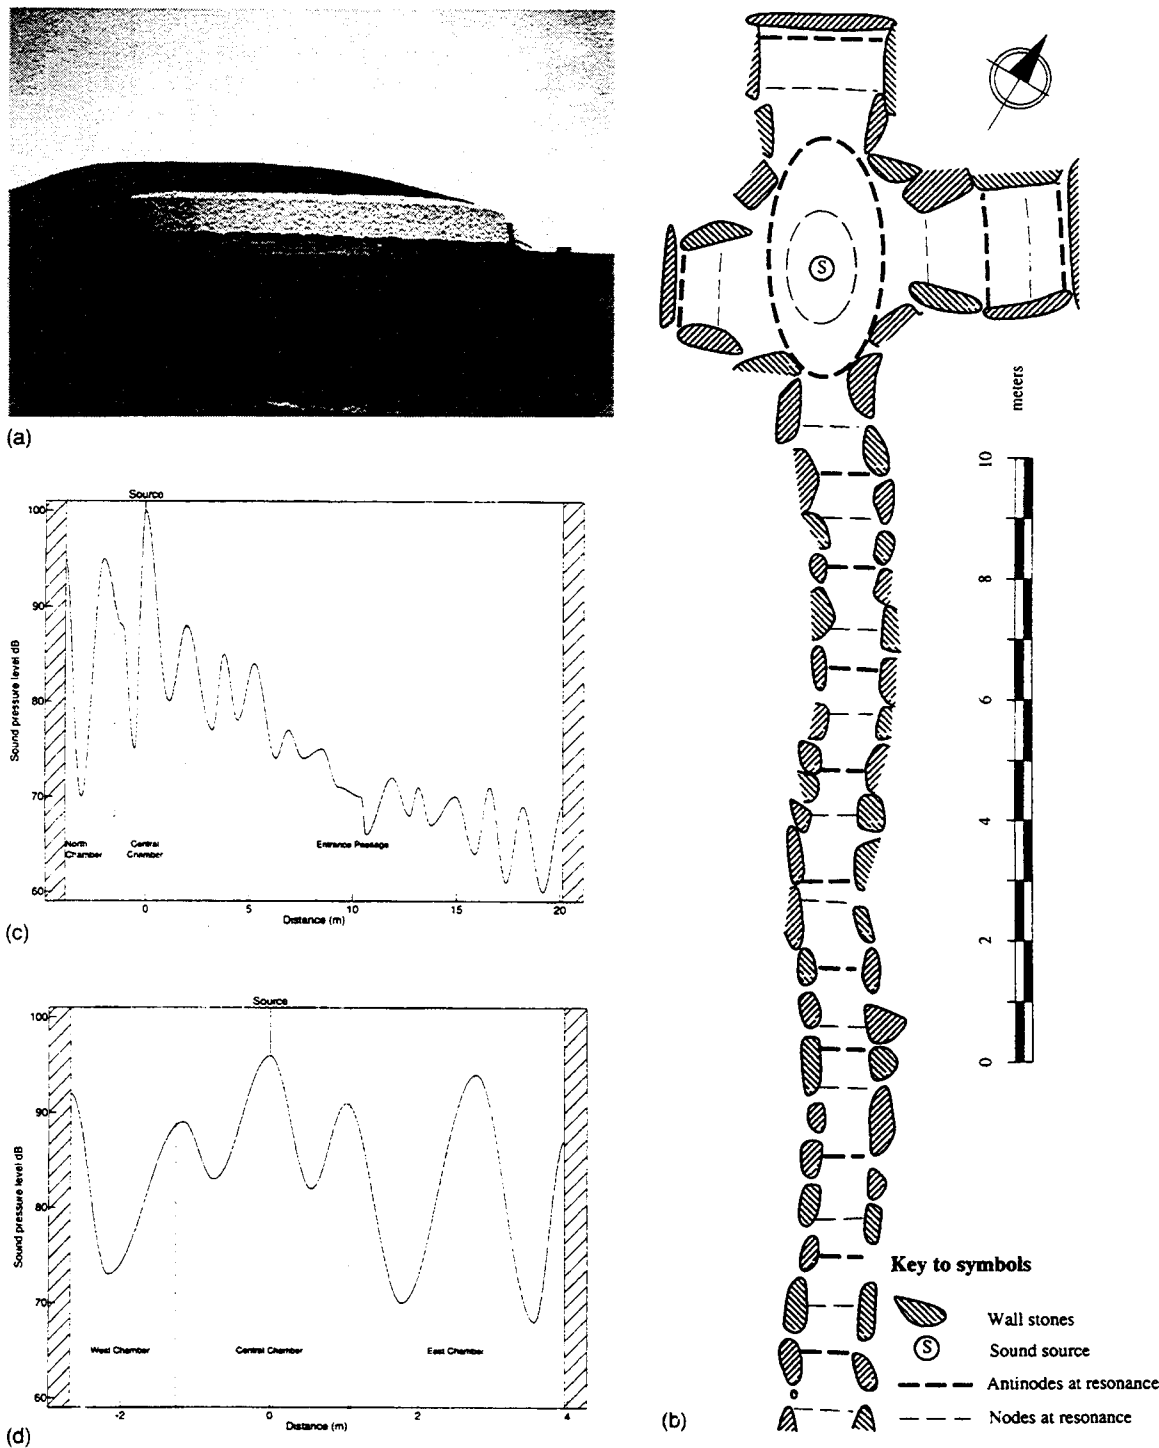 (a)
Source
100
90
80
70
60
Sound pressure level dB
North
Chamber
Central
Chamber
Entrance Passage
0
5
10
15
20
Distance (m)
(c)
Source
100
90
80
70
60
Sound pressure level dB
West Chamber
Central Chamber
East Chamber
-2
0
2
4
Distance (m)
(d)
S
meters
10
8
6
4
2
0
Key to symbols
Wall stones
S
Sound source
Antinodes at resonance
Nodes at resonance
(b)